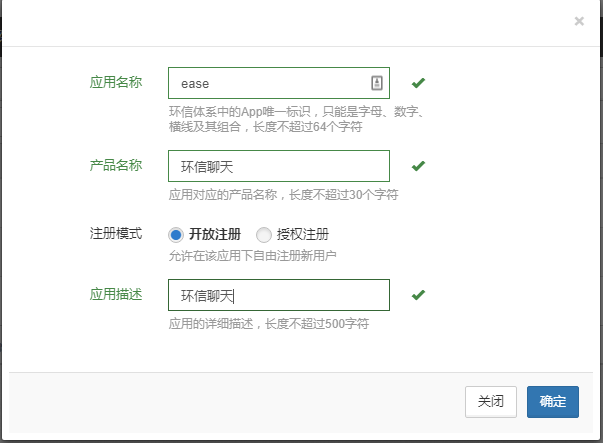 ×
应用名称 ease
环信体系中的App唯一标识，只能是字母、数字、
横线及其组合，长度不超过64个字符
产品名称 环信聊天
应用对应的产品名称，长度不超过30个字符
注册模式 开放注册 授权注册
允许在该应用下自由注册新用户
应用描述 环信聊天
应用的详细描述，长度不超过500字符
关闭 确定